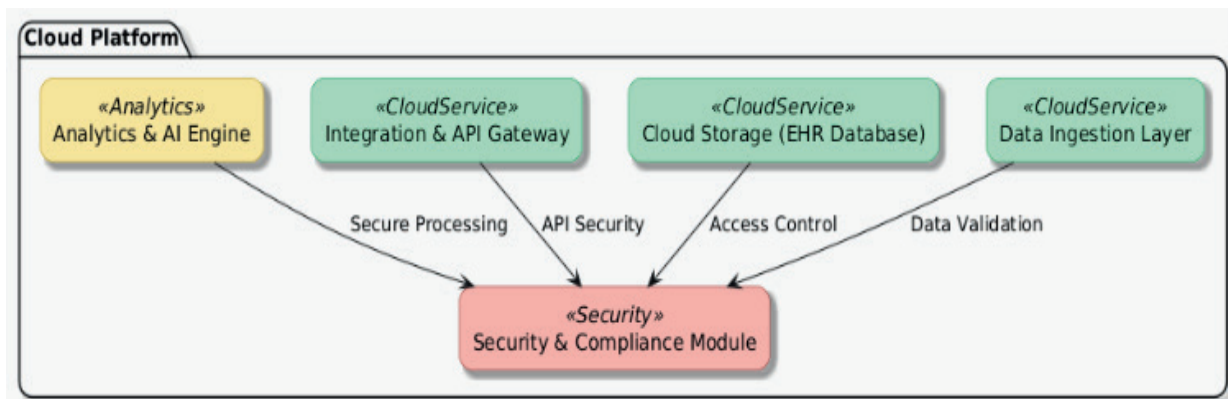 Cloud Platform
«Analytics»
Analytics & AI Engine
«CloudService»
Integration & API Gateway
«CloudService»
Cloud Storage (EHR Database)
«CloudService»
Data Ingestion Layer
Secure Processing
API Security
Access Control
Data Validation
«Security»
Security & Compliance Module